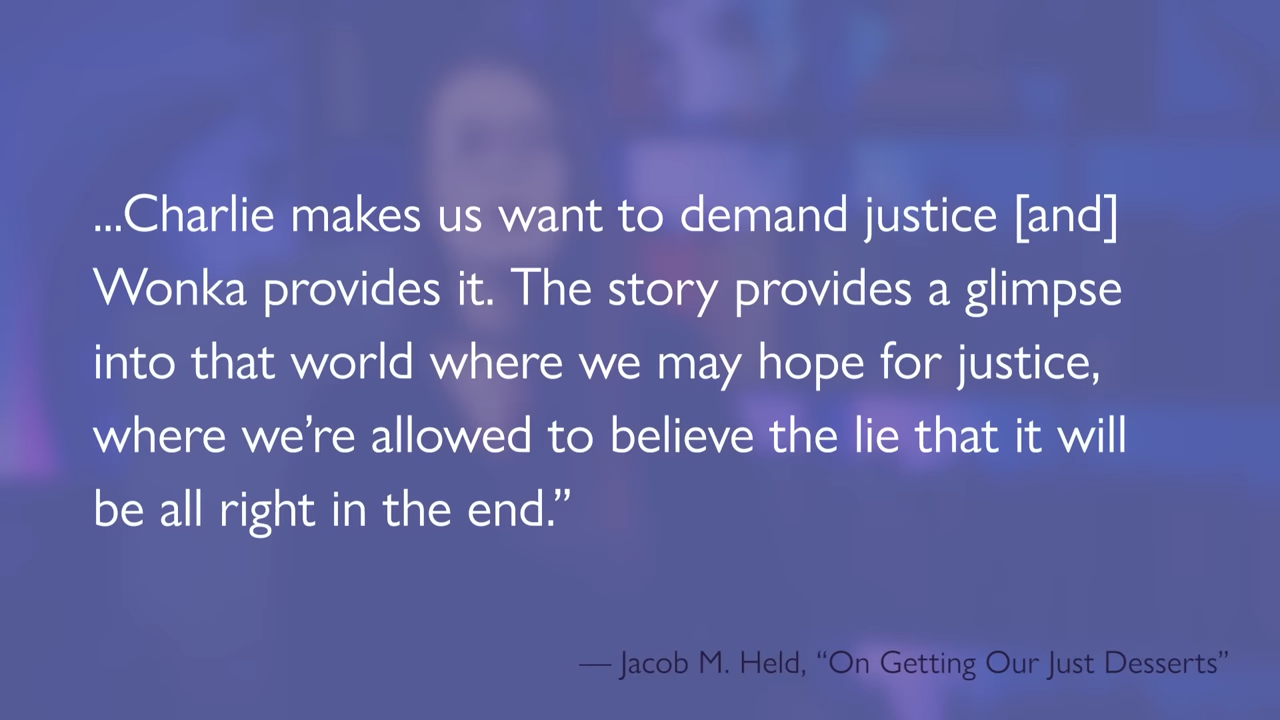 ...Charlie makes us want to demand justice [and]
Wonka provides it. The story provides a glimpse
into that world where we may hope for justice,
where we’re allowed to believe the lie that it will
be all right in the end.”
— Jacob M. Held, “On Getting Our Just Desserts”